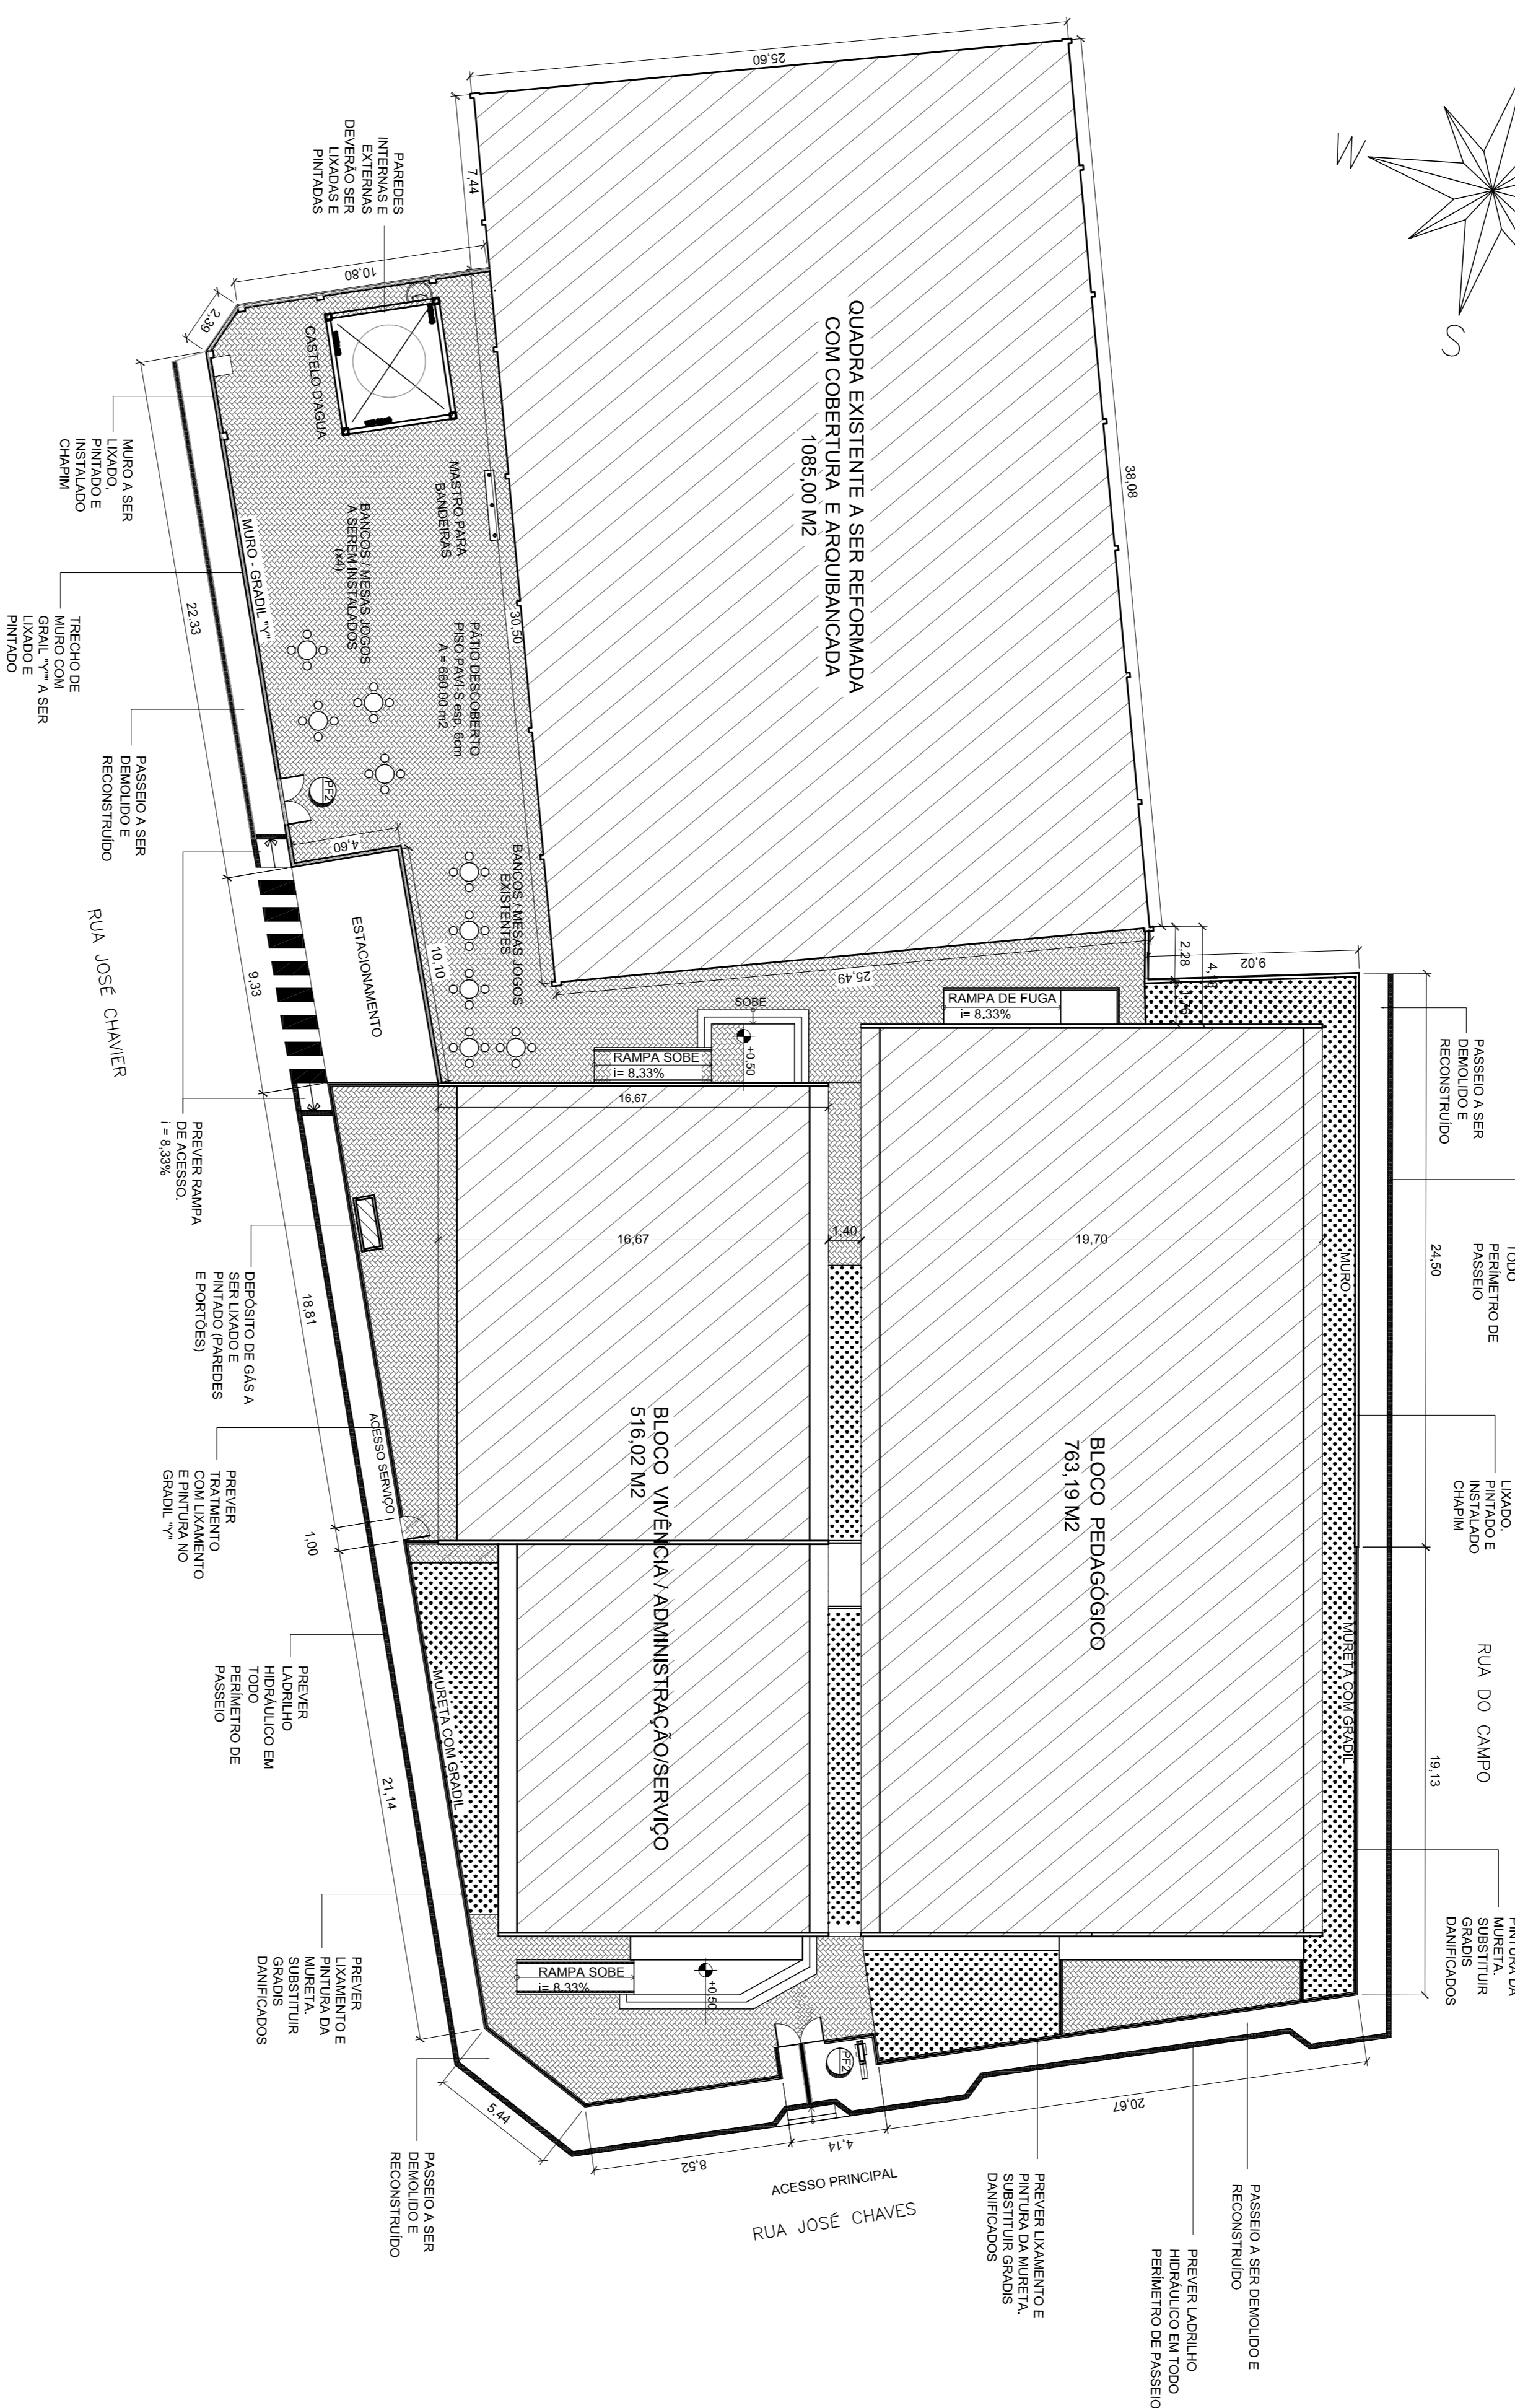 W
S
25,60
38,08
7,44
PAREDES
INTERNAS E
EXTERNAS
DEVERÃO SER
LIXADAS E
PINTADAS
10,80
2,39
CASTELO D'AGUA
QUADRA EXISTENTE A SER REFORMADA
COM COBERTURA E ARQUIBANCADA
1085,00 M2
MASTRO PARA
BANDEIRAS
BANCOS / MESAS JOGOS
A SEREM INSTALADOS
(x4)
MURO - GRADIL "Y"
30,50
PÁTIO DESCOBERTO
PISO PAVI-S esp. 6cm
A = 660.00 m2
MURO A SER
LIXADO,
PINTADO E
INSTALADO
CHAPIM
22,33
TRECHO DE
MURO COM
GRAIL "Y"" A SER
LIXADO E
PINTADO
PASSEIO A SER
DEMOLIDO E
RECONSTRUÍDO
PF2
4,60
BANCOS / MESAS JOGOS
EXISTENTES
ESTACIONAMENTO
10,10
9,33
RUA JOSÉ CHAVIER
25,49
2,28
9,02
RAMPA DE FUGA
i= 8.33%
SOBE
+0,50
RAMPA SOBE
i= 8.33%
16,67
16,67
1,40
19,70
PASSEIO A SER
DEMOLIDO E
RECONSTRUÍDO
TODO
PERÍMETRO DE
PASSEIO
24,50
MURO
PREVER RAMPA
DE ACESSO.
i = 8,33%
DEPÓSITO DE GÁS A
SER LIXADO E
PINTADO (PAREDES
E PORTÕES)
18,81
ACESSO SERVIÇO
PREVER
TRATMENTO
COM LIXAMENTO
E PINTURA NO
GRADIL "Y"
1,00
BLOCO VIVÊNCIA / ADMINISTRAÇÃO/SERVIÇO
516,02 M2
BLOCO PEDAGÓGICO
763,19 M2
LIXADO,
PINTADO E
INSTALADO
CHAPIM
RUA DO CAMPO
MURETA COM GRADIL
19,13
PREVER
LADRILHO
HIDRÁULICO EM
TODO
PERÍMETRO DE
PASSEIO
MURETA COM GRADIL
21,14
PREVER
LIXAMENTO E
PINTURA DA
MURETA.
SUBSTITUIR
GRADIS
DANIFICADOS
PINTURA DA
MURETA.
SUBSTITUIR
GRADIS
DANIFICADOS
RAMPA SOBE
i= 8.33%
+0,50
PF2
5,44
8,52
4,14
20,67
PASSEIO A SER
DEMOLIDO E
RECONSTRUÍDO
ACESSO PRINCIPAL
RUA JOSÉ CHAVES
PREVER LIXAMENTO E
PINTURA DA MURETA.
SUBSTITUIR GRADIS
DANIFICADOS
PASSEIO A SER DEMOLIDO E
RECONSTRUÍDO
PREVER LADRILHO
HIDRÁULICO EM TODO
PERÍMETRO DE PASSEIO